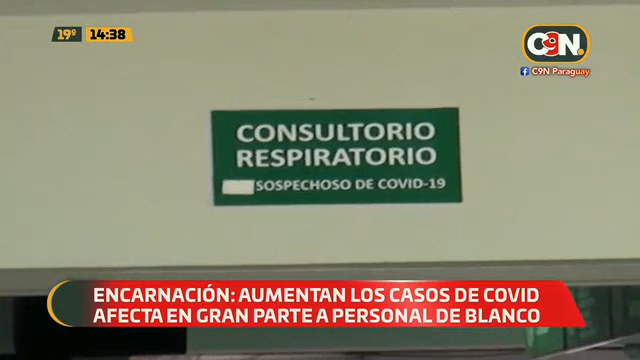 19º 14:38
C9N
C9N Paraguay
CONSULTORIO
RESPIRATORIO
SOSPECHOSO DE COVID-19
ENCARNACIÓN: AUMENTAN LOS CASOS DE COVID
AFECTA EN GRAN PARTE A PERSONAL DE BLANCO